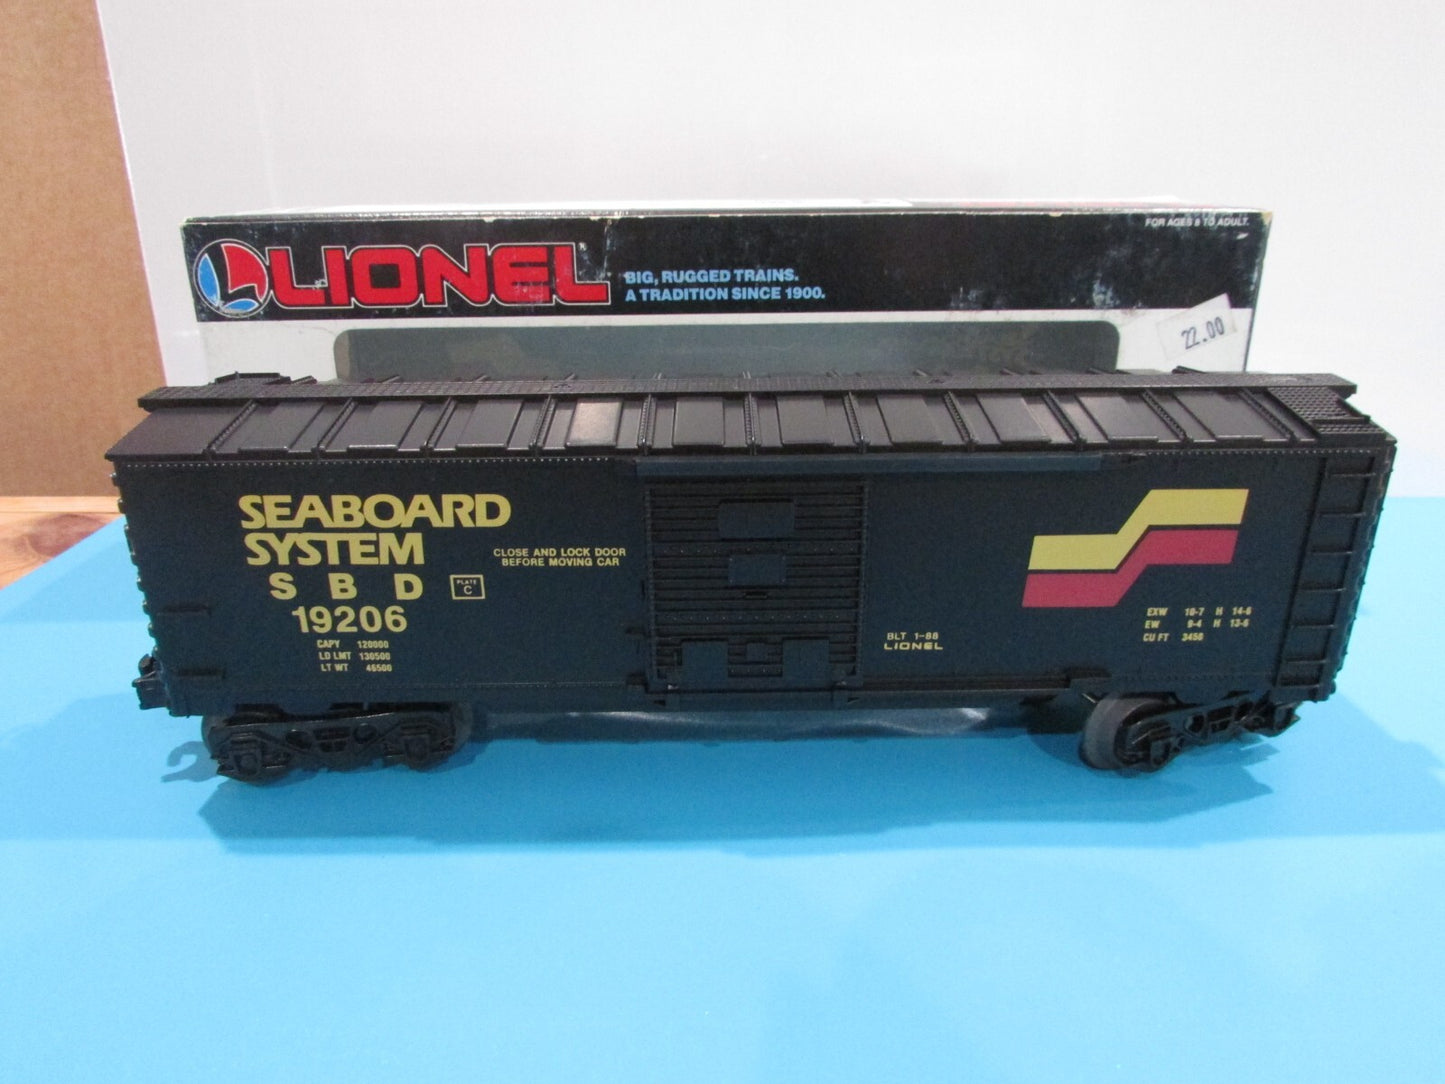 FOR AGES 8 TO ADULT.
LIONEL®
BIG, RUGGED TRAINS.
A TRADITION SINCE 1900.
22.00
SEABOARD
SYSTEM
S B D
19206
PLATE
C
CLOSE AND LOCK DOOR
BEFORE MOVING CAR
CAPY 120000
LD LMT 130500
LT WT 46500
BLT 1-88
LIONEL
EXW 10-7 H 14-6
EW 9-4 H 13-6
CU FT 3456